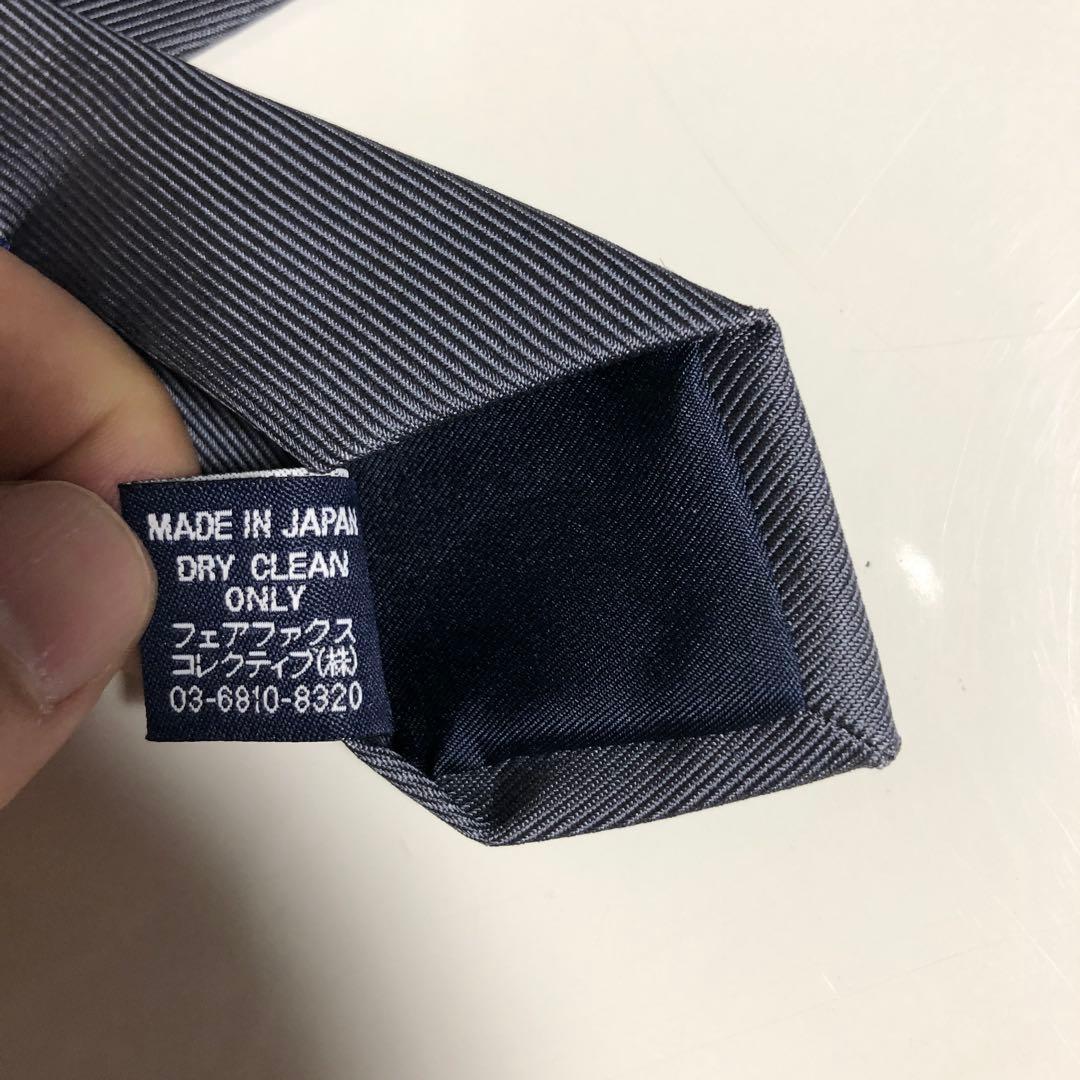 MADE IN JAPAN
DRY CLEAN
ONLY
フェアファクス
コレクティブ(株)
03-6810-8320